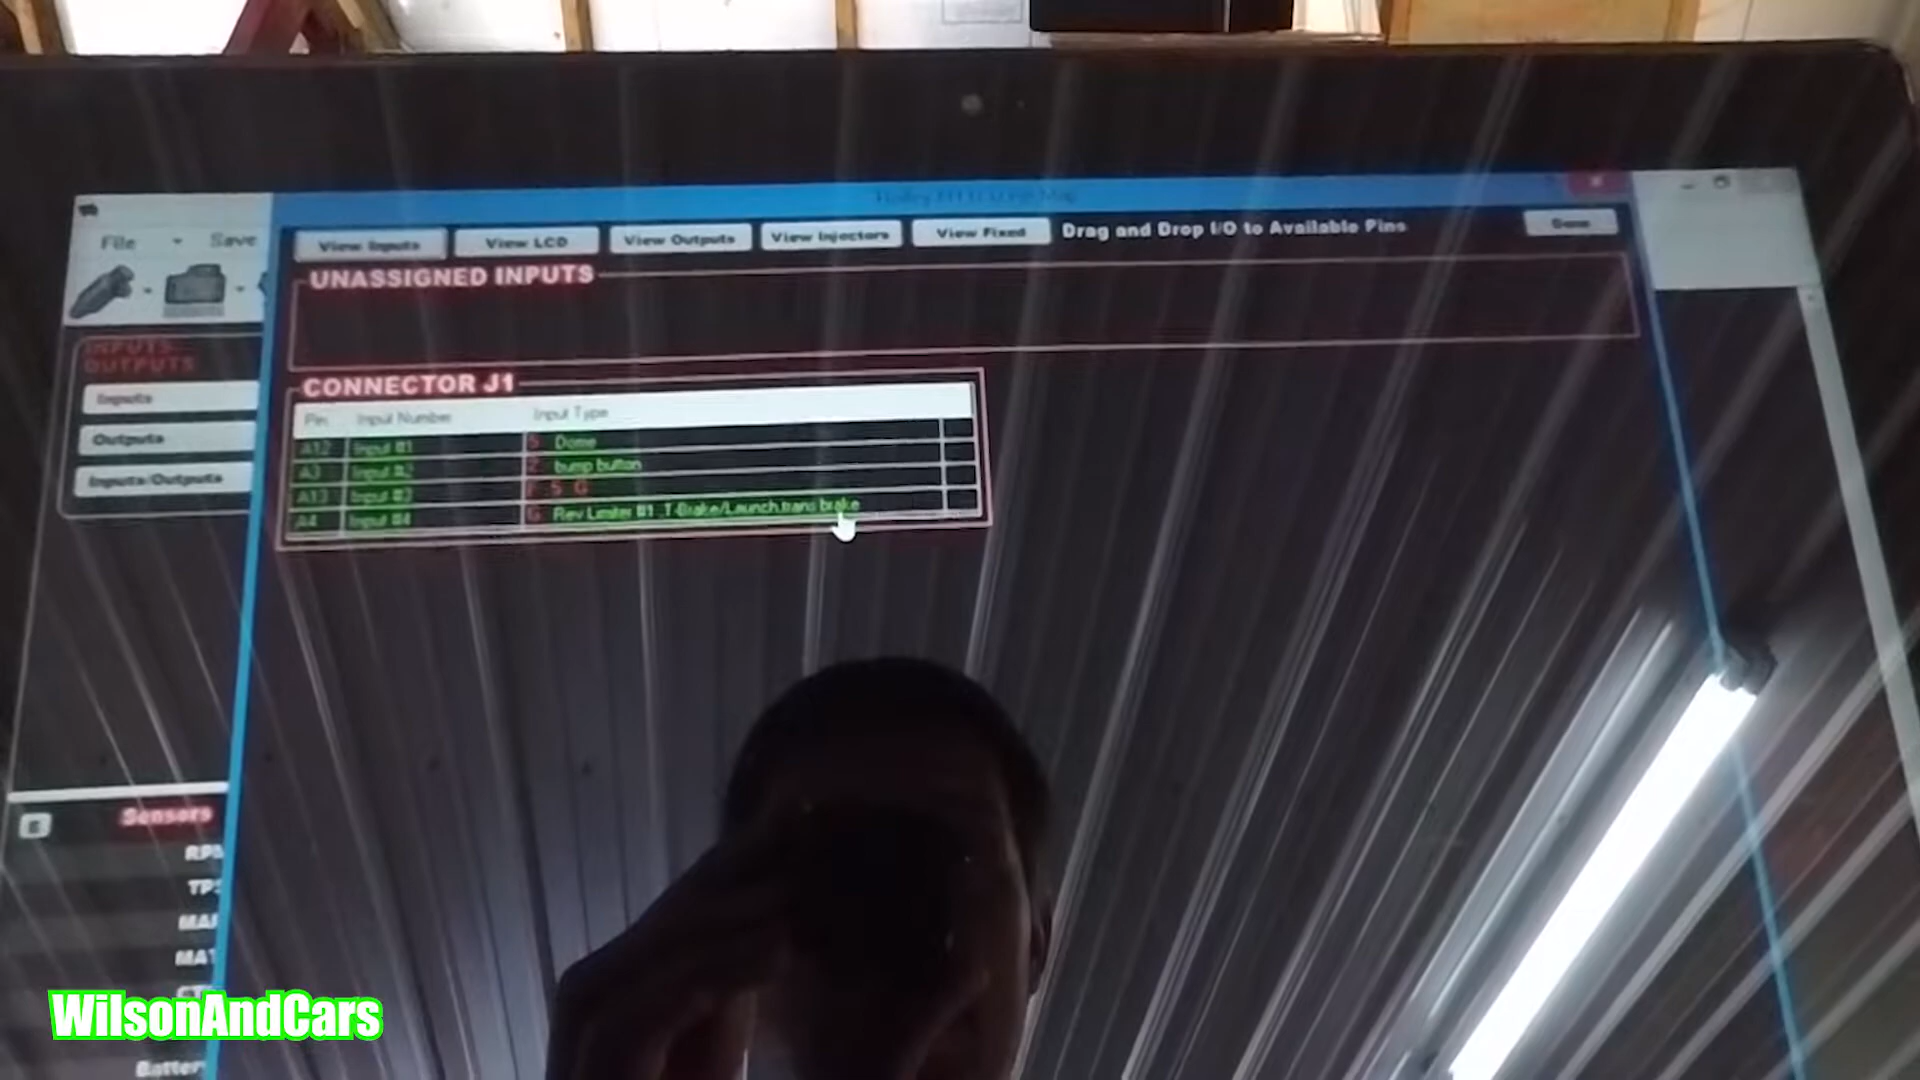 File Save
View Inputs View LCD View Outputs View Injectors View Fixed Drag and Drop I/O to Available Pins Done
UNASSIGNED INPUTS
INPUTS
OUTPUTS
Inputs
Outputs
Inputs/Outputs
CONNECTOR J1
Pin Input Number Input Type
A12 Input #1 5 Dome
A3 Input #2 bump button
A13 Input #3 F 5 G
A4 Input #4 G Rev Limiter #1 ,T-Brake/Launch,trans brake
Sensors
RPM
TPS
MAP
MAT
Battery
WilsonAndCars